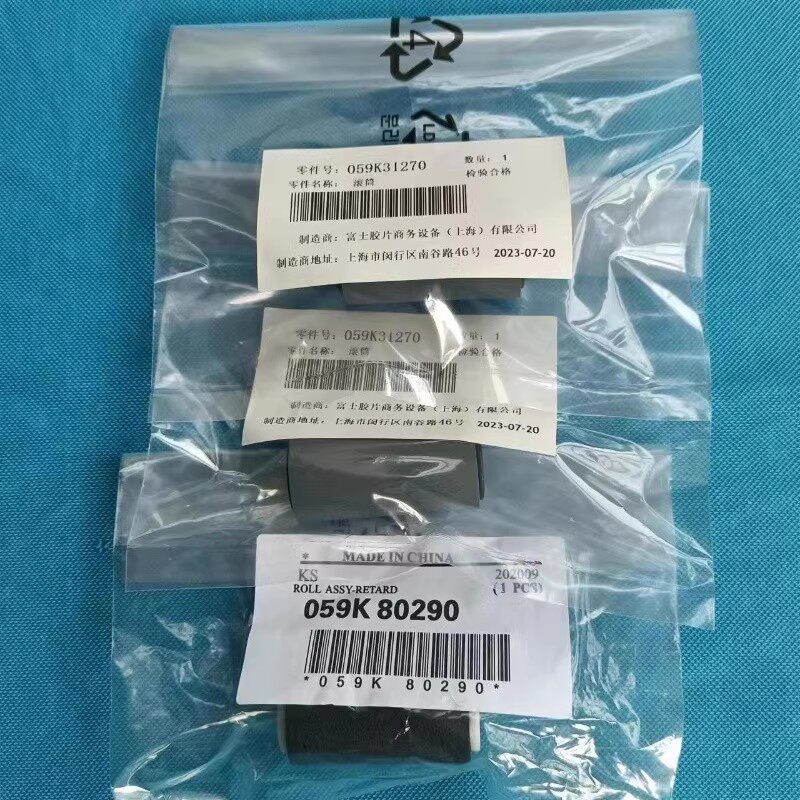 4
분리
LD
零件号: 059K31270 数量: 1
零件名称: 滚筒 检验合格
制造商: 富士胶片商务设备(上海)有限公司
制造商地址: 上海市闵行区南谷路46号 2023-07-20
零件号: 059K31270 数量: 1
零件名称: 滚筒 检验合格
制造商: 富士胶片商务设备(上海)有限公司
制造商地址: 上海市闵行区南谷路46号 2023-07-20
* MADE IN CHINA
KS 202009
ROLL ASSY-RETARD (1 PCS)
059K 80290
*059K 80290*